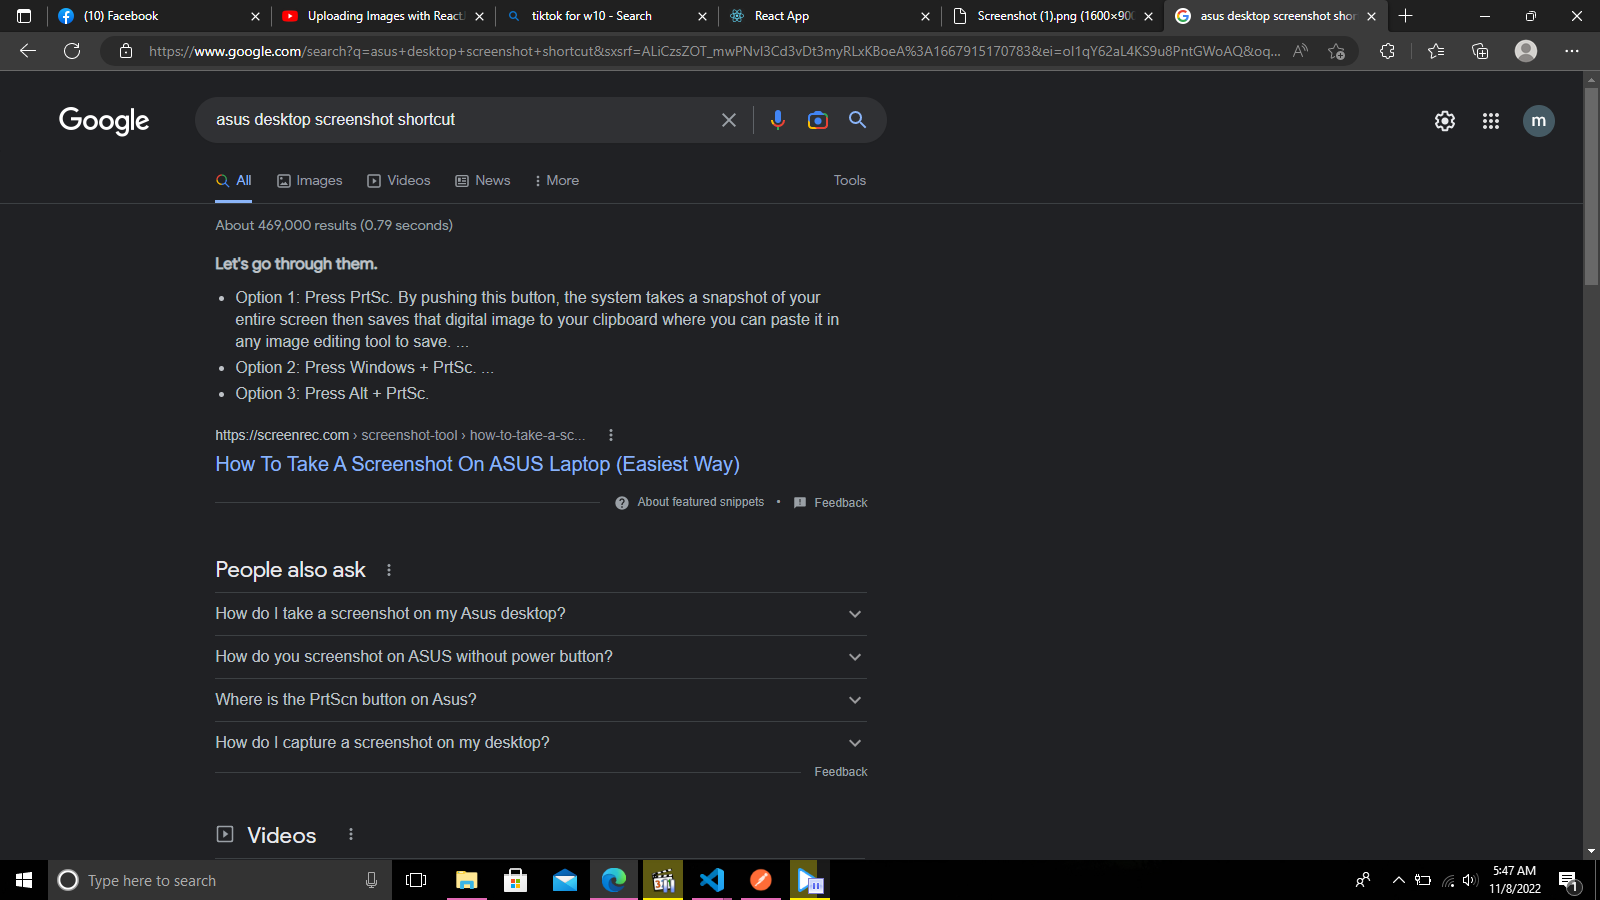 (10) Facebook
Uploading Images with React
tiktok for w10 - Search
React App
Screenshot (1).png (1600×900
asus desktop screenshot shor
https://www.google.com/search?q=asus+desktop+screenshot+shortcut&sxsrf=ALiCzsZOT_mwPNvl3Cd3vDt3myRLxKBoeA%3A1667915170783&ei=ol1qY62aL4KS9u8PntGWoAQ&oq...
Google
asus desktop screenshot shortcut
m
All
Images
Videos
News
More
Tools
About 469,000 results (0.79 seconds)
Let's go through them.
• Option 1: Press PrtSc. By pushing this button, the system takes a snapshot of your
entire screen then saves that digital image to your clipboard where you can paste it in
any image editing tool to save. ...
• Option 2: Press Windows + PrtSc. ...
• Option 3: Press Alt + PrtSc.
https://screenrec.com › screenshot-tool › how-to-take-a-sc...
How To Take A Screenshot On ASUS Laptop (Easiest Way)
About featured snippets • Feedback
People also ask
How do I take a screenshot on my Asus desktop?
How do you screenshot on ASUS without power button?
Where is the PrtScn button on Asus?
How do I capture a screenshot on my desktop?
Feedback
Videos
Type here to search
5:47 AM
11/8/2022
1